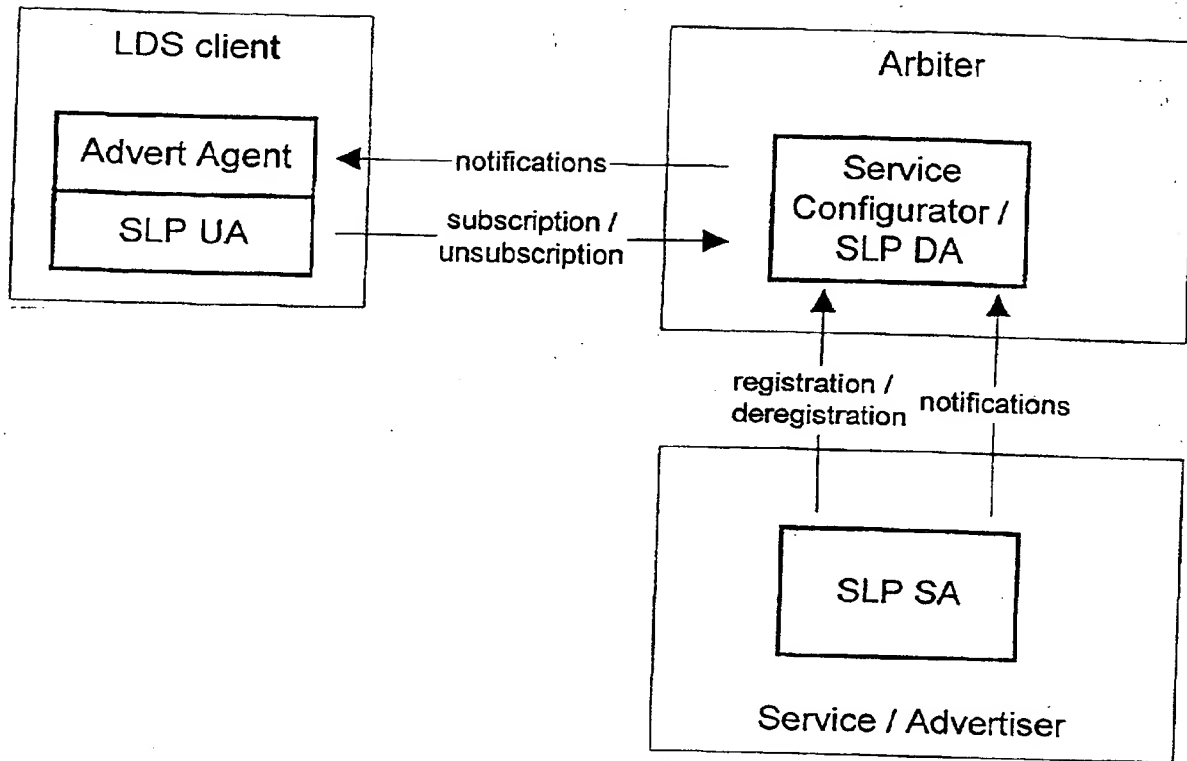 LDS client
Advert Agent
SLP UA
notifications
subscription /
unsubscription
Arbiter
Service
Configurator /
SLP DA
registration /
deregistration
notifications
SLP SA
Service / Advertiser